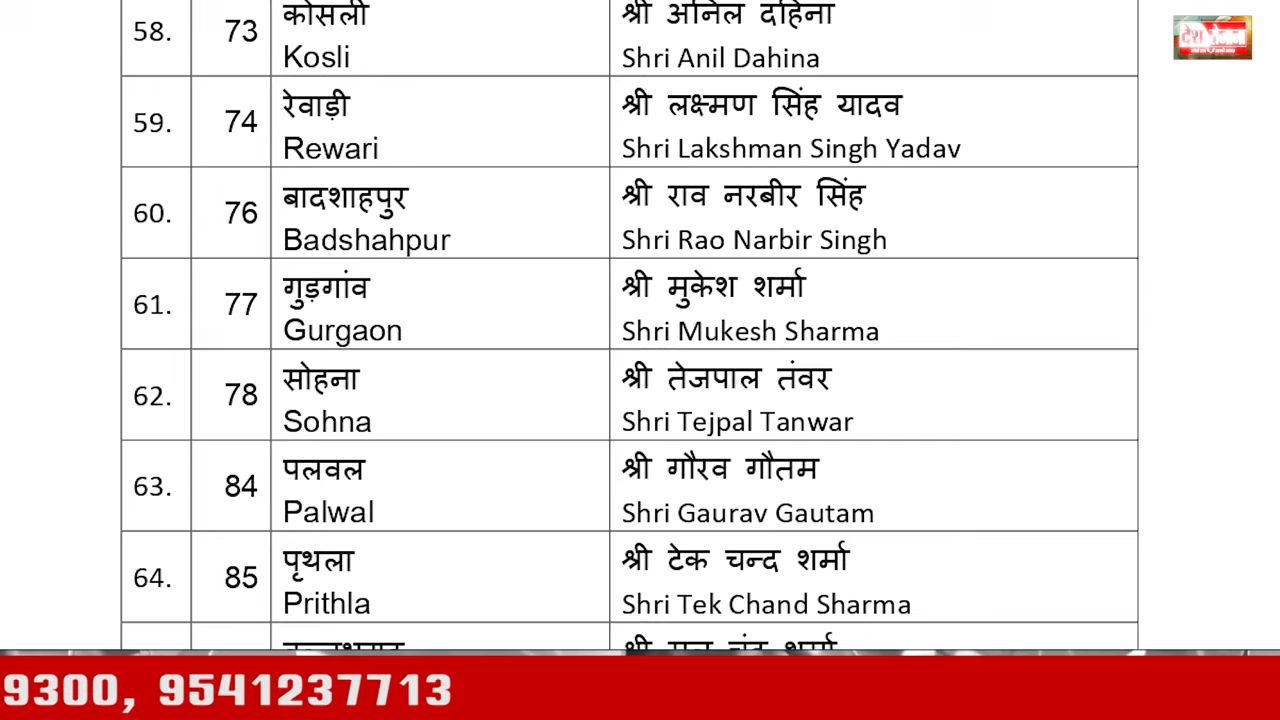 58.
73
कोसली
Kosli
श्री अनिल दहिना
Shri Anil Dahina
59.
74
रेवाड़ी
Rewari
श्री लक्ष्मण सिंह यादव
Shri Lakshman Singh Yadav
60.
76
बादशाहपुर
Badshahpur
श्री राव नरबीर सिंह
Shri Rao Narbir Singh
61.
77
गुड़गांव
Gurgaon
श्री मुकेश शर्मा
Shri Mukesh Sharma
62.
78
सोहना
Sohna
श्री तेजपाल तंवर
Shri Tejpal Tanwar
63.
84
पलवल
Palwal
श्री गौरव गौतम
Shri Gaurav Gautam
64.
85
पृथला
Prithla
श्री टेक चन्द शर्मा
Shri Tek Chand Sharma
9300, 9541237713
देश रोजाना